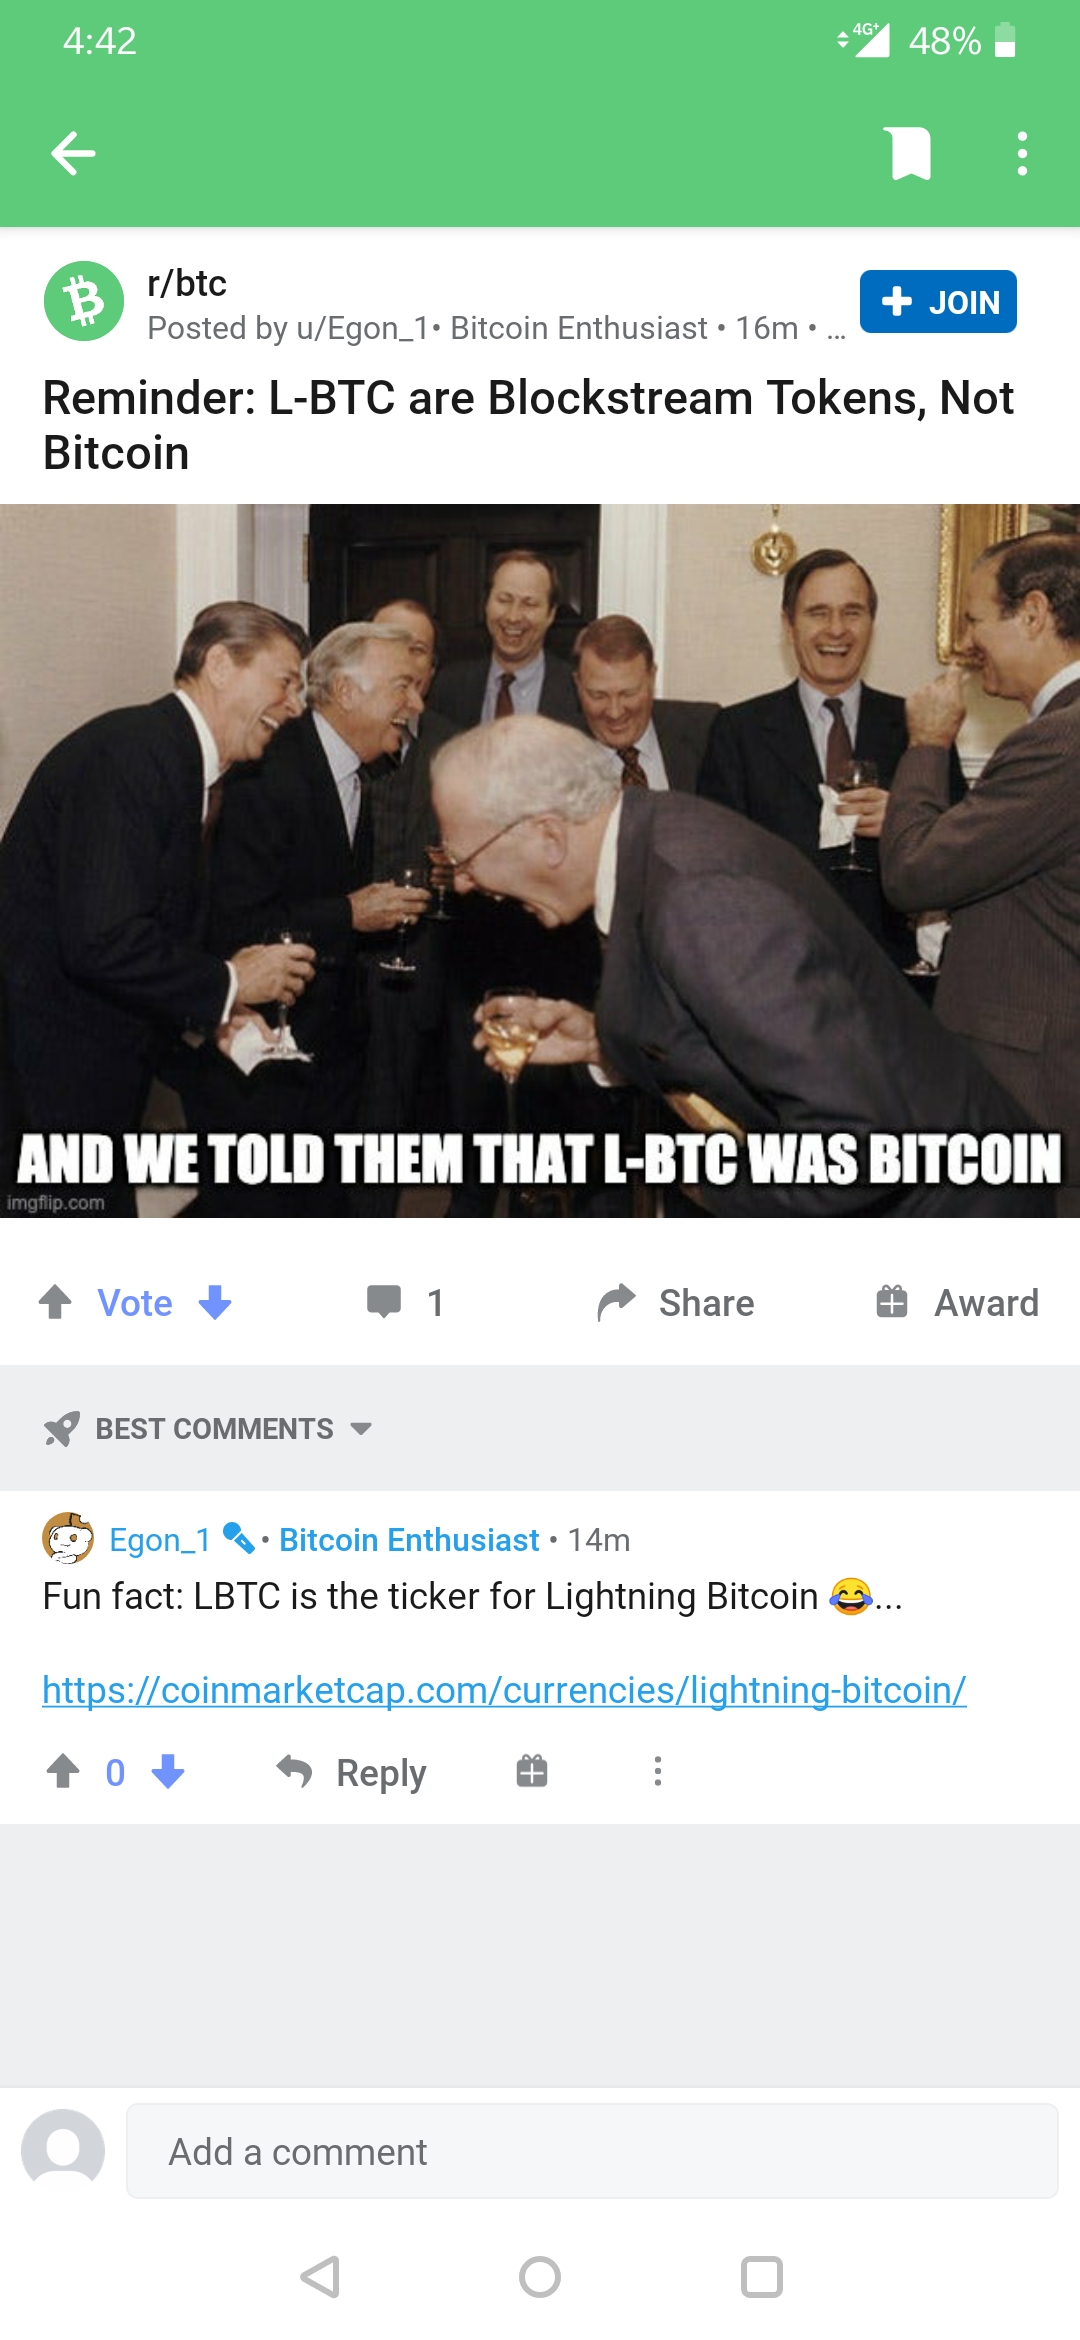 4:42
4G+ 48%
r/btc
Posted by u/Egon_1• Bitcoin Enthusiast • 16m • ...
JOIN
Reminder: L-BTC are Blockstream Tokens, Not
Bitcoin
AND WE TOLD THEM THAT L-BTC WAS BITCOIN
imgflip.com
Vote
1
Share
Award
BEST COMMENTS
Egon_1 • Bitcoin Enthusiast • 14m
Fun fact: LBTC is the ticker for Lightning Bitcoin 😂...
https://coinmarketcap.com/currencies/lightning-bitcoin/
0
Reply
Add a comment